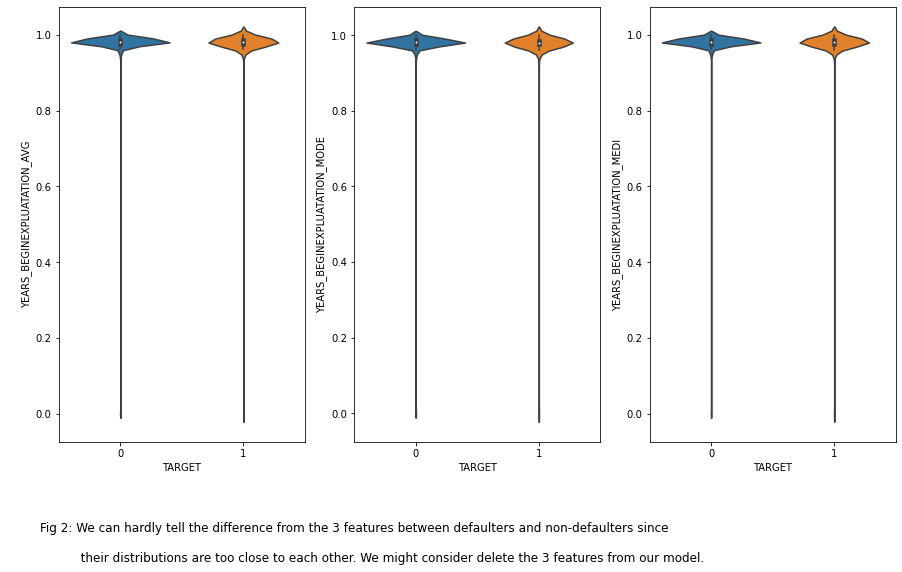 1.0
0.8
0.6
0.4
0.2
0.0
YEARS_BEGINEXPLUATATION_AVG
0 1
TARGET
1.0
0.8
0.6
0.4
0.2
0.0
YEARS_BEGINEXPLUATATION_MODE
0 1
TARGET
1.0
0.8
0.6
0.4
0.2
0.0
YEARS_BEGINEXPLUATATION_MEDI
0 1
TARGET
Fig 2: We can hardly tell the difference from the 3 features between defaulters and non-defaulters since
their distributions are too close to each other. We might consider delete the 3 features from our model.